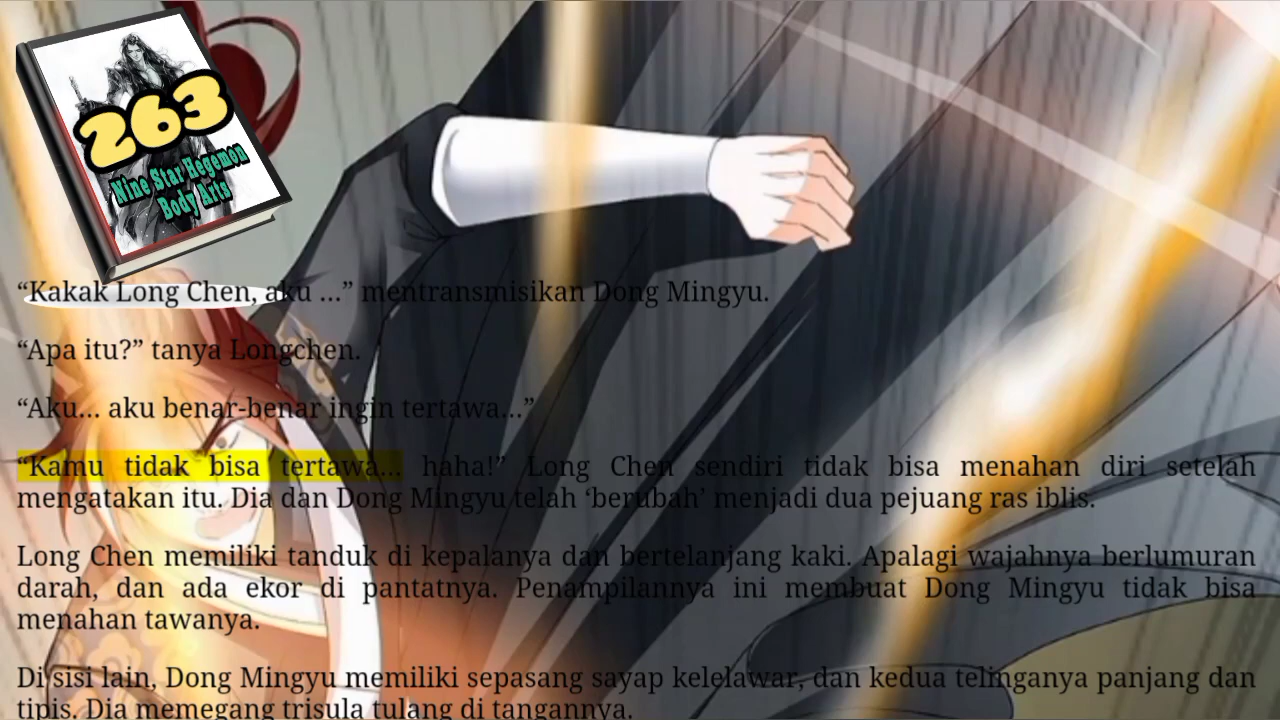 263
Nine Star Hegemon
Body Arts
“Kakak Long Chen, aku …” mentransmisikan Dong Mingyu.
“Apa itu?” tanya Longchen.
“Aku… aku benar-benar ingin tertawa…”
“Kamu tidak bisa tertawa… haha!” Long Chen sendiri tidak bisa menahan diri setelah
mengatakan itu. Dia dan Dong Mingyu telah ‘berubah’ menjadi dua pejuang ras iblis.
Long Chen memiliki tanduk di kepalanya dan bertelanjang kaki. Apalagi wajahnya berlumuran
darah, dan ada ekor di pantatnya. Penampilannya ini membuat Dong Mingyu tidak bisa
menahan tawanya.
Di sisi lain, Dong Mingyu memiliki sepasang sayap kelelawar, dan kedua telinganya panjang dan
tipis. Dia memegang trisula tulang di tangannya.